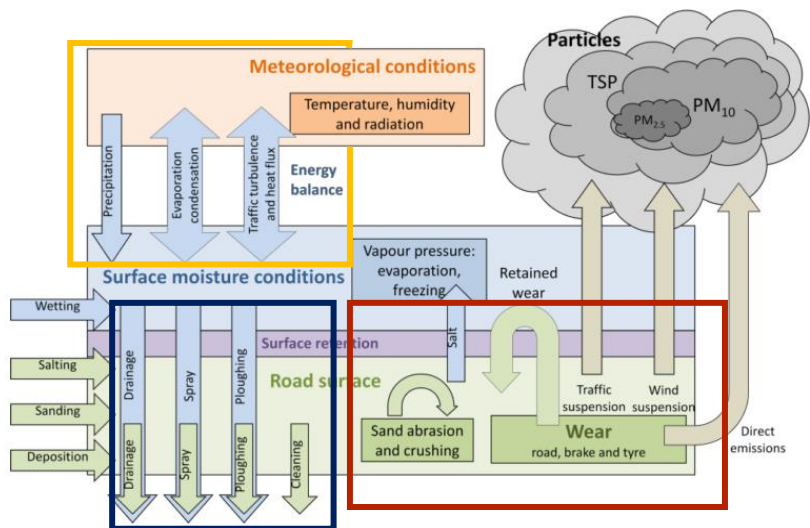 Particles
Meteorological conditions
TSP
PM10
PM2.5
Temperature, humidity
and radiation
Precipitation
Evaporation
condensation
Traffic turbulence
and heat flux
Energy
balance
Surface moisture conditions
Vapour pressure:
evaporation,
freezing
Retained
wear
Wetting
Surface retention
Salt
Salting
Road surface
Drainage
Spray
Ploughing
Traffic
suspension
Wind
suspension
Sanding
Sand abrasion
and crushing
Wear
road, brake and tyre
Direct
emissions
Deposition
Drainage
Spray
Ploughing
Cleaning